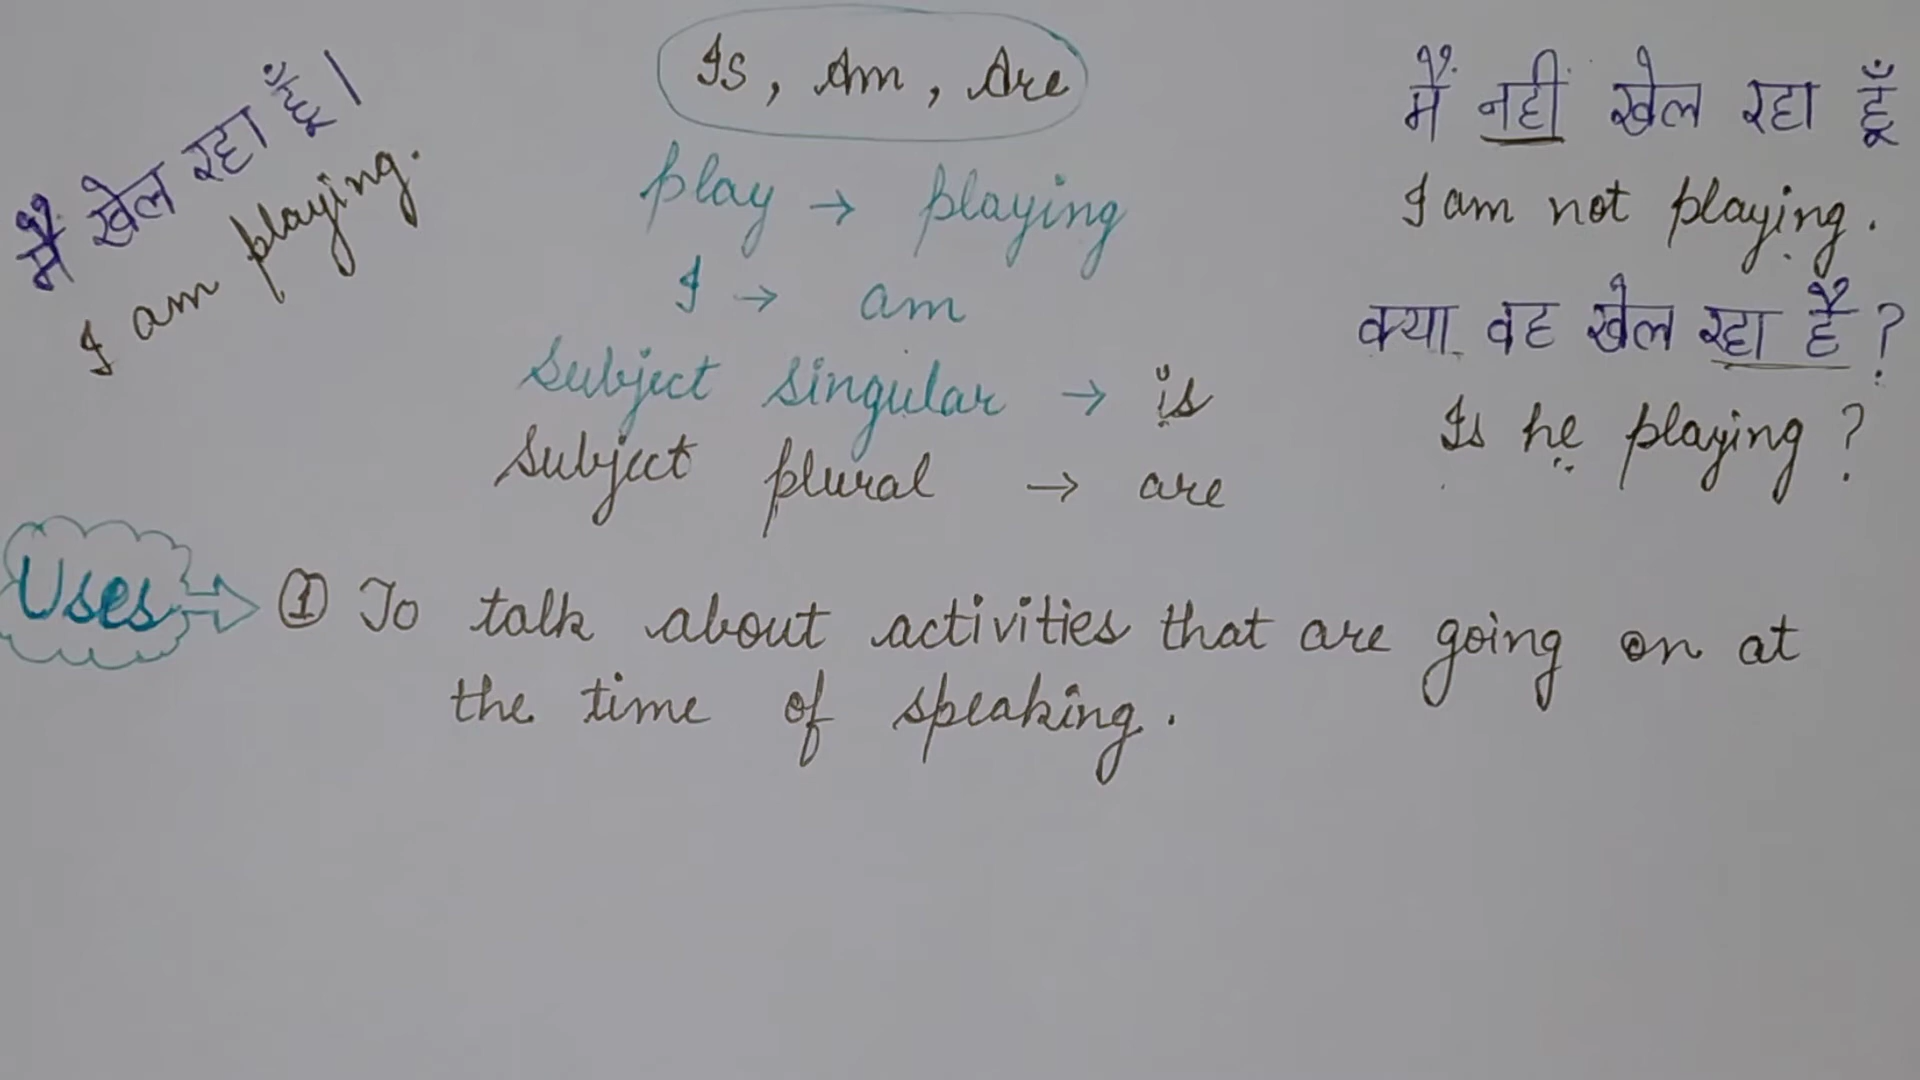 Is, Am, Are
मैं खेल रहा हूँ।
I am playing.
play → playing
I → am
Subject singular → is
Subject plural → are
मैं नहीं खेल रहा हूँ
I am not playing.
क्या वह खेल रहा है?
Is he playing?
Uses → ① To talk about activities that are going on at
the time of speaking.